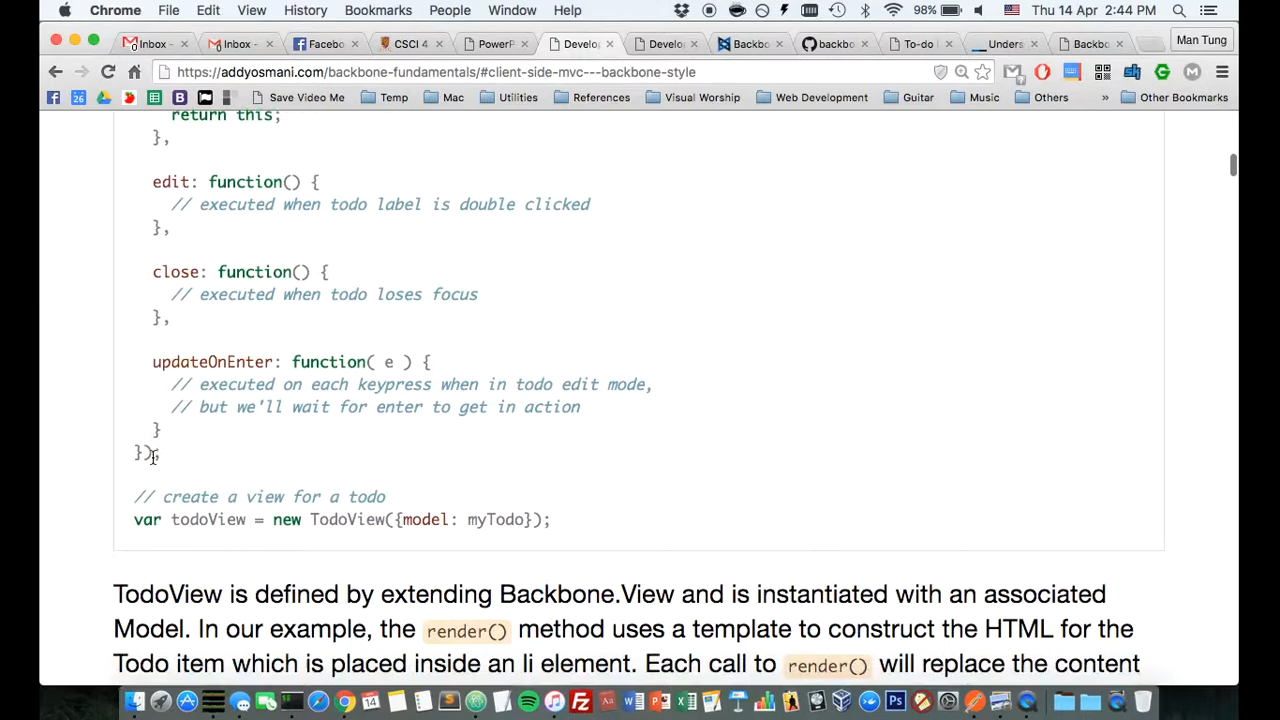 Chrome File Edit View History Bookmarks People Window Help 98% Thu 14 Apr 2:44 PM
Inbox - Inbox - Facebo CSCI 4 PowerP Develo Develo Backbo backbo To-do l Unders Backbo Man Tung
https://addyosmani.com/backbone-fundamentals/#client-side-mvc---backbone-style
Save Video Me Temp Mac Utilities References Visual Worship Web Development Guitar Music Others » Other Bookmarks
return this;
},
edit: function() {
// executed when todo label is double clicked
},
close: function() {
// executed when todo loses focus
},
updateOnEnter: function( e ) {
// executed on each keypress when in todo edit mode,
// but we'll wait for enter to get in action
}
});
// create a view for a todo
var todoView = new TodoView({model: myTodo});
TodoView is defined by extending Backbone.View and is instantiated with an associated
Model. In our example, the render() method uses a template to construct the HTML for the
Todo item which is placed inside an li element. Each call to render() will replace the content